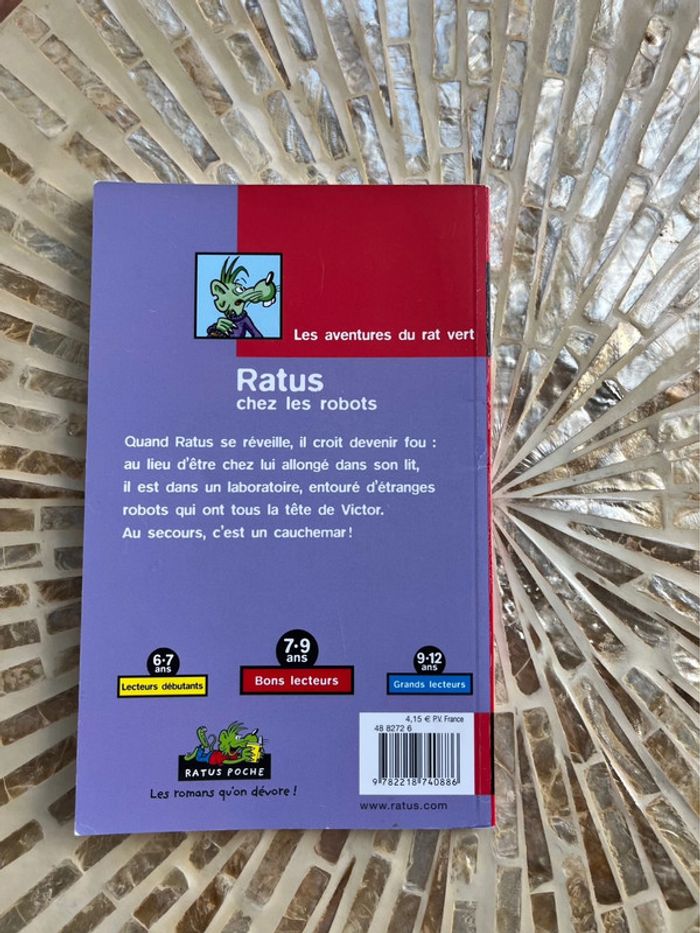 Les aventures du rat vert
Ratus
chez les robots
Quand Ratus se réveille, il croit devenir fou :
au lieu d'être chez lui allongé dans son lit,
il est dans un laboratoire, entouré d'étranges
robots qui ont tous la tête de Victor.
Au secours, c'est un cauchemar !
6•7
ans
Lecteurs débutants
7•9
ans
Bons lecteurs
9•12
ans
Grands lecteurs
4,15 € P.V. France
48 8272 6
9 782218 740886
www.ratus.com
RATUS POCHE
Les romans qu'on dévore !